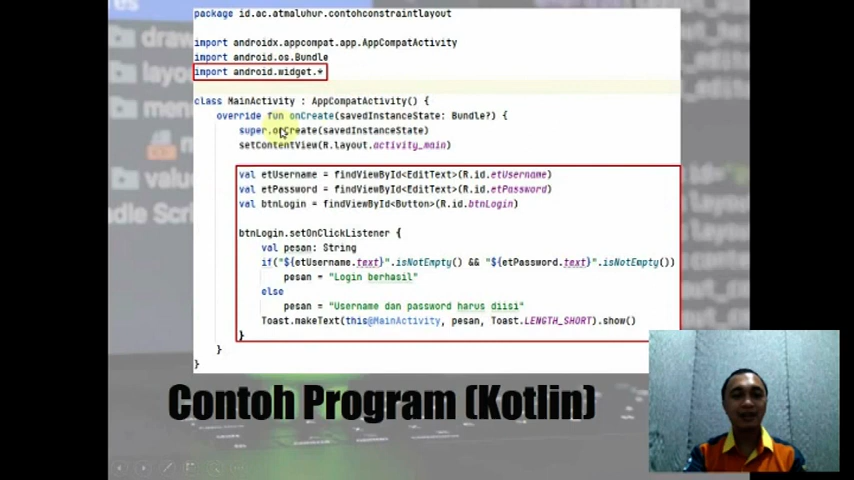 package id.ac.atmaluhur.contohconstraintlayout
import androidx.appcompat.app.AppCompatActivity
import android.os.Bundle
import android.widget.*
class MainActivity : AppCompatActivity() {
override fun onCreate(savedInstanceState: Bundle?) {
super.onCreate(savedInstanceState)
setContentView(R.layout.activity_main)
val etUsername = findViewById<EditText>(R.id.etUsername)
val etPassword = findViewById<EditText>(R.id.etPassword)
val btnLogin = findViewById<Button>(R.id.btnLogin)
btnLogin.setOnClickListener {
val pesan: String
if("${etUsername.text}".isNotEmpty() && "${etPassword.text}".isNotEmpty())
pesan = "Login berhasil"
else
pesan = "Username dan password harus diisi"
Toast.makeText(this@MainActivity, pesan, Toast.LENGTH_SHORT).show()
}
}
}
Contoh Program (Kotlin)